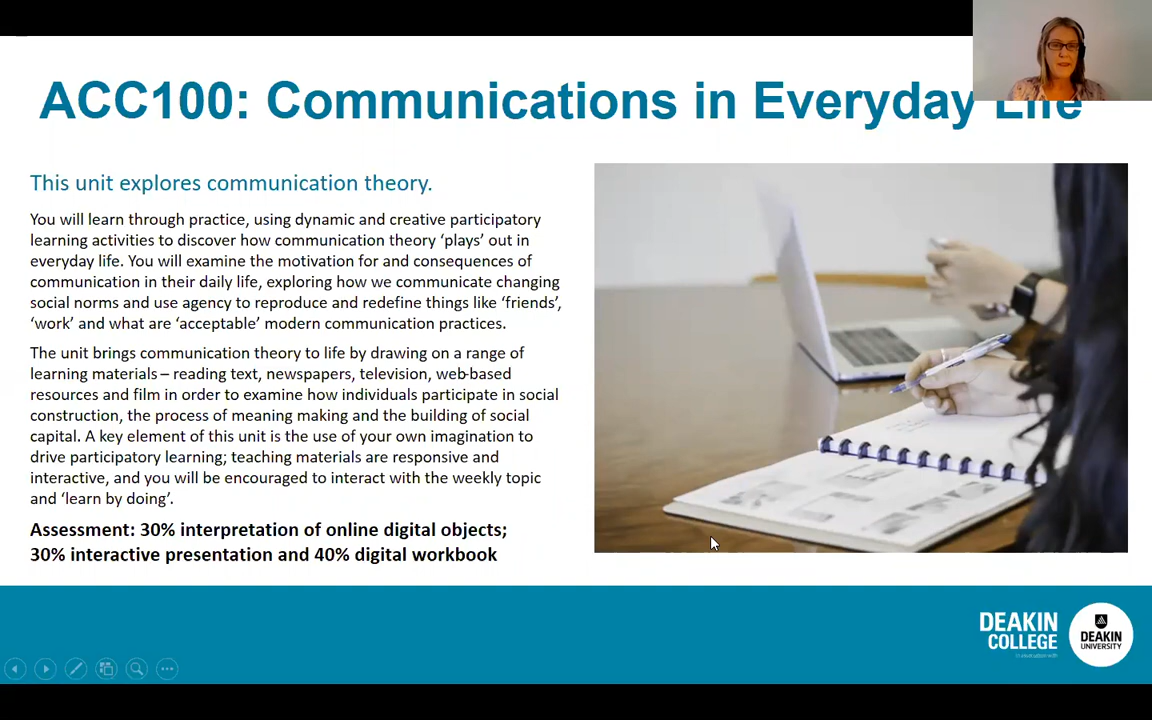 ACC100: Communications in Everyday Life
This unit explores communication theory.
You will learn through practice, using dynamic and creative participatory
learning activities to discover how communication theory ‘plays’ out in
everyday life. You will examine the motivation for and consequences of
communication in their daily life, exploring how we communicate changing
social norms and use agency to reproduce and redefine things like ‘friends’,
‘work’ and what are ‘acceptable’ modern communication practices.
The unit brings communication theory to life by drawing on a range of
learning materials – reading text, newspapers, television, web-based
resources and film in order to examine how individuals participate in social
construction, the process of meaning making and the building of social
capital. A key element of this unit is the use of your own imagination to
drive participatory learning; teaching materials are responsive and
interactive, and you will be encouraged to interact with the weekly topic
and ‘learn by doing’.
Assessment: 30% interpretation of online digital objects;
30% interactive presentation and 40% digital workbook
DEAKIN
COLLEGE
DEAKIN
UNIVERSITY